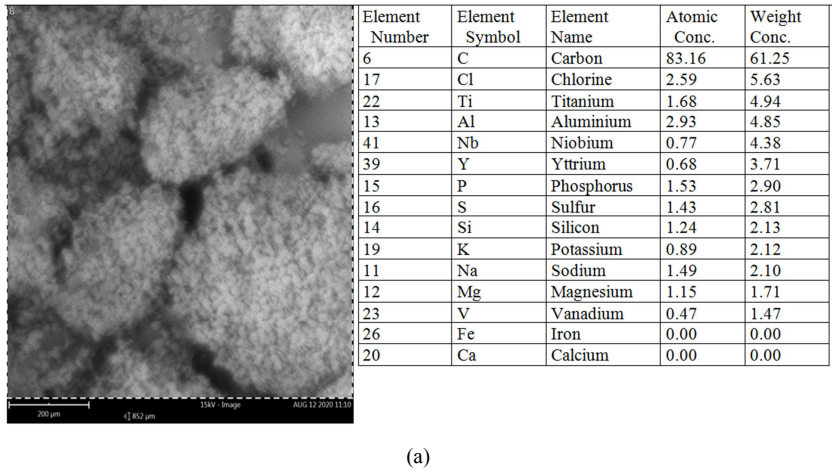 B
200 µm
852 µm
15kV - Image
AUG 12 2020 11:10
Element Number Element Symbol Element Name Atomic Conc. Weight Conc.
6 C Carbon 83.16 61.25
17 Cl Chlorine 2.59 5.63
22 Ti Titanium 1.68 4.94
13 Al Aluminium 2.93 4.85
41 Nb Niobium 0.77 4.38
39 Y Yttrium 0.68 3.71
15 P Phosphorus 1.53 2.90
16 S Sulfur 1.43 2.81
14 Si Silicon 1.24 2.13
19 K Potassium 0.89 2.12
11 Na Sodium 1.49 2.10
12 Mg Magnesium 1.15 1.71
23 V Vanadium 0.47 1.47
26 Fe Iron 0.00 0.00
20 Ca Calcium 0.00 0.00
(a)